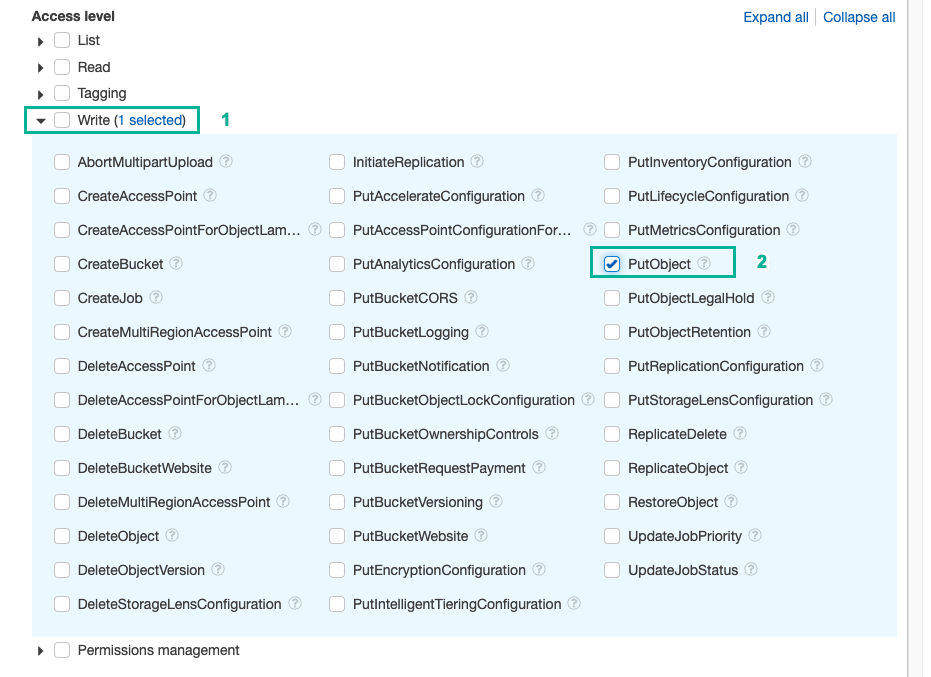 Access level
Expand all Collapse all
List
Read
Tagging
Write (1 selected) 1
AbortMultipartUpload ? InitiateReplication ? PutInventoryConfiguration ?
CreateAccessPoint ? PutAccelerateConfiguration ? PutLifecycleConfiguration ?
CreateAccessPointForObjectLam... ? PutAccessPointConfigurationFor... ? PutMetricsConfiguration ?
CreateBucket ? PutAnalyticsConfiguration ? PutObject ? 2
CreateJob ? PutBucketCORS ? PutObjectLegalHold ?
CreateMultiRegionAccessPoint ? PutBucketLogging ? PutObjectRetention ?
DeleteAccessPoint ? PutBucketNotification ? PutReplicationConfiguration ?
DeleteAccessPointForObjectLam... ? PutBucketObjectLockConfiguration ? PutStorageLensConfiguration ?
DeleteBucket ? PutBucketOwnershipControls ? ReplicateDelete ?
DeleteBucketWebsite ? PutBucketRequestPayment ? ReplicateObject ?
DeleteMultiRegionAccessPoint ? PutBucketVersioning ? RestoreObject ?
DeleteObject ? PutBucketWebsite ? UpdateJobPriority ?
DeleteObjectVersion ? PutEncryptionConfiguration ? UpdateJobStatus ?
DeleteStorageLensConfiguration ? PutIntelligentTieringConfiguration ?
Permissions management